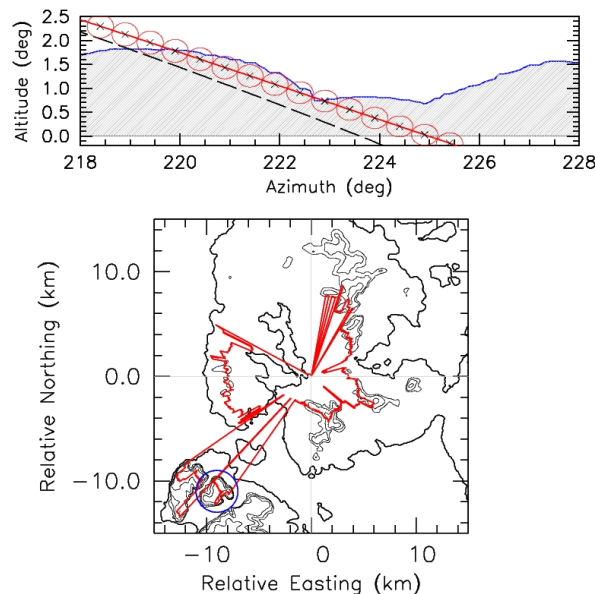 2.5
2.0
1.5
1.0
0.5
0.0
Altitude (deg)
218 220 222 224 226 228
Azimuth (deg)
10.0
0.0
−10.0
Relative Northing (km)
−10 0 10
Relative Easting (km)